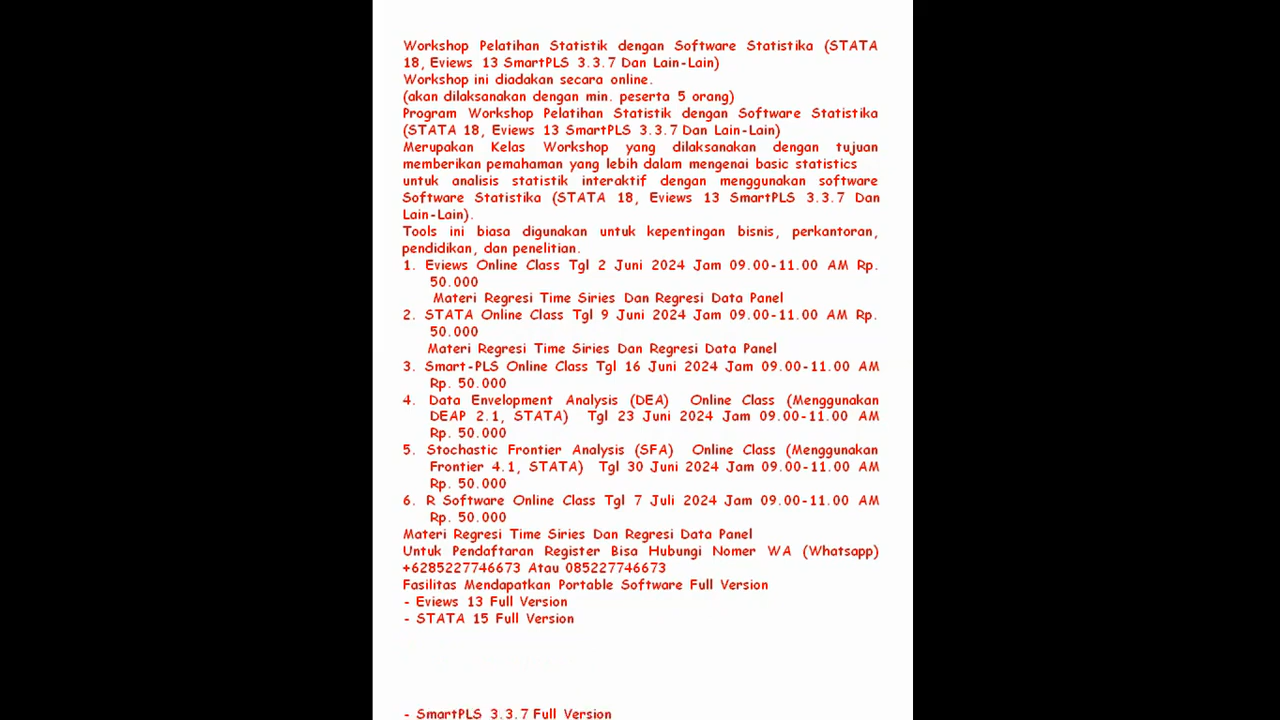 Workshop Pelatihan Statistik dengan Software Statistika (STATA
18, Eviews 13 SmartPLS 3.3.7 Dan Lain-Lain)
Workshop ini diadakan secara online.
(akan dilaksanakan dengan min. peserta 5 orang)
Program Workshop Pelatihan Statistik dengan Software Statistika
(STATA 18, Eviews 13 SmartPLS 3.3.7 Dan Lain-Lain)
Merupakan Kelas Workshop yang dilaksanakan dengan tujuan
memberikan pemahaman yang lebih dalam mengenai basic statistics
untuk analisis statistik interaktif dengan menggunakan software
Software Statistika (STATA 18, Eviews 13 SmartPLS 3.3.7 Dan
Lain-Lain).
Tools ini biasa digunakan untuk kepentingan bisnis, perkantoran,
pendidikan, dan penelitian.
1. Eviews Online Class Tgl 2 Juni 2024 Jam 09.00-11.00 AM Rp.
50.000
Materi Regresi Time Siries Dan Regresi Data Panel
2. STATA Online Class Tgl 9 Juni 2024 Jam 09.00-11.00 AM Rp.
50.000
Materi Regresi Time Siries Dan Regresi Data Panel
3. Smart-PLS Online Class Tgl 16 Juni 2024 Jam 09.00-11.00 AM
Rp. 50.000
4. Data Envelopment Analysis (DEA) Online Class (Menggunakan
DEAP 2.1, STATA) Tgl 23 Juni 2024 Jam 09.00-11.00 AM
Rp. 50.000
5. Stochastic Frontier Analysis (SFA) Online Class (Menggunakan
Frontier 4.1, STATA) Tgl 30 Juni 2024 Jam 09.00-11.00 AM
Rp. 50.000
6. R Software Online Class Tgl 7 Juli 2024 Jam 09.00-11.00 AM
Rp. 50.000
Materi Regresi Time Siries Dan Regresi Data Panel
Untuk Pendaftaran Register Bisa Hubungi Nomer WA (Whatsapp)
+6285227746673 Atau 085227746673
Fasilitas Mendapatkan Portable Software Full Version
- Eviews 13 Full Version
- STATA 15 Full Version
- SmartPLS 3.3.7 Full Version